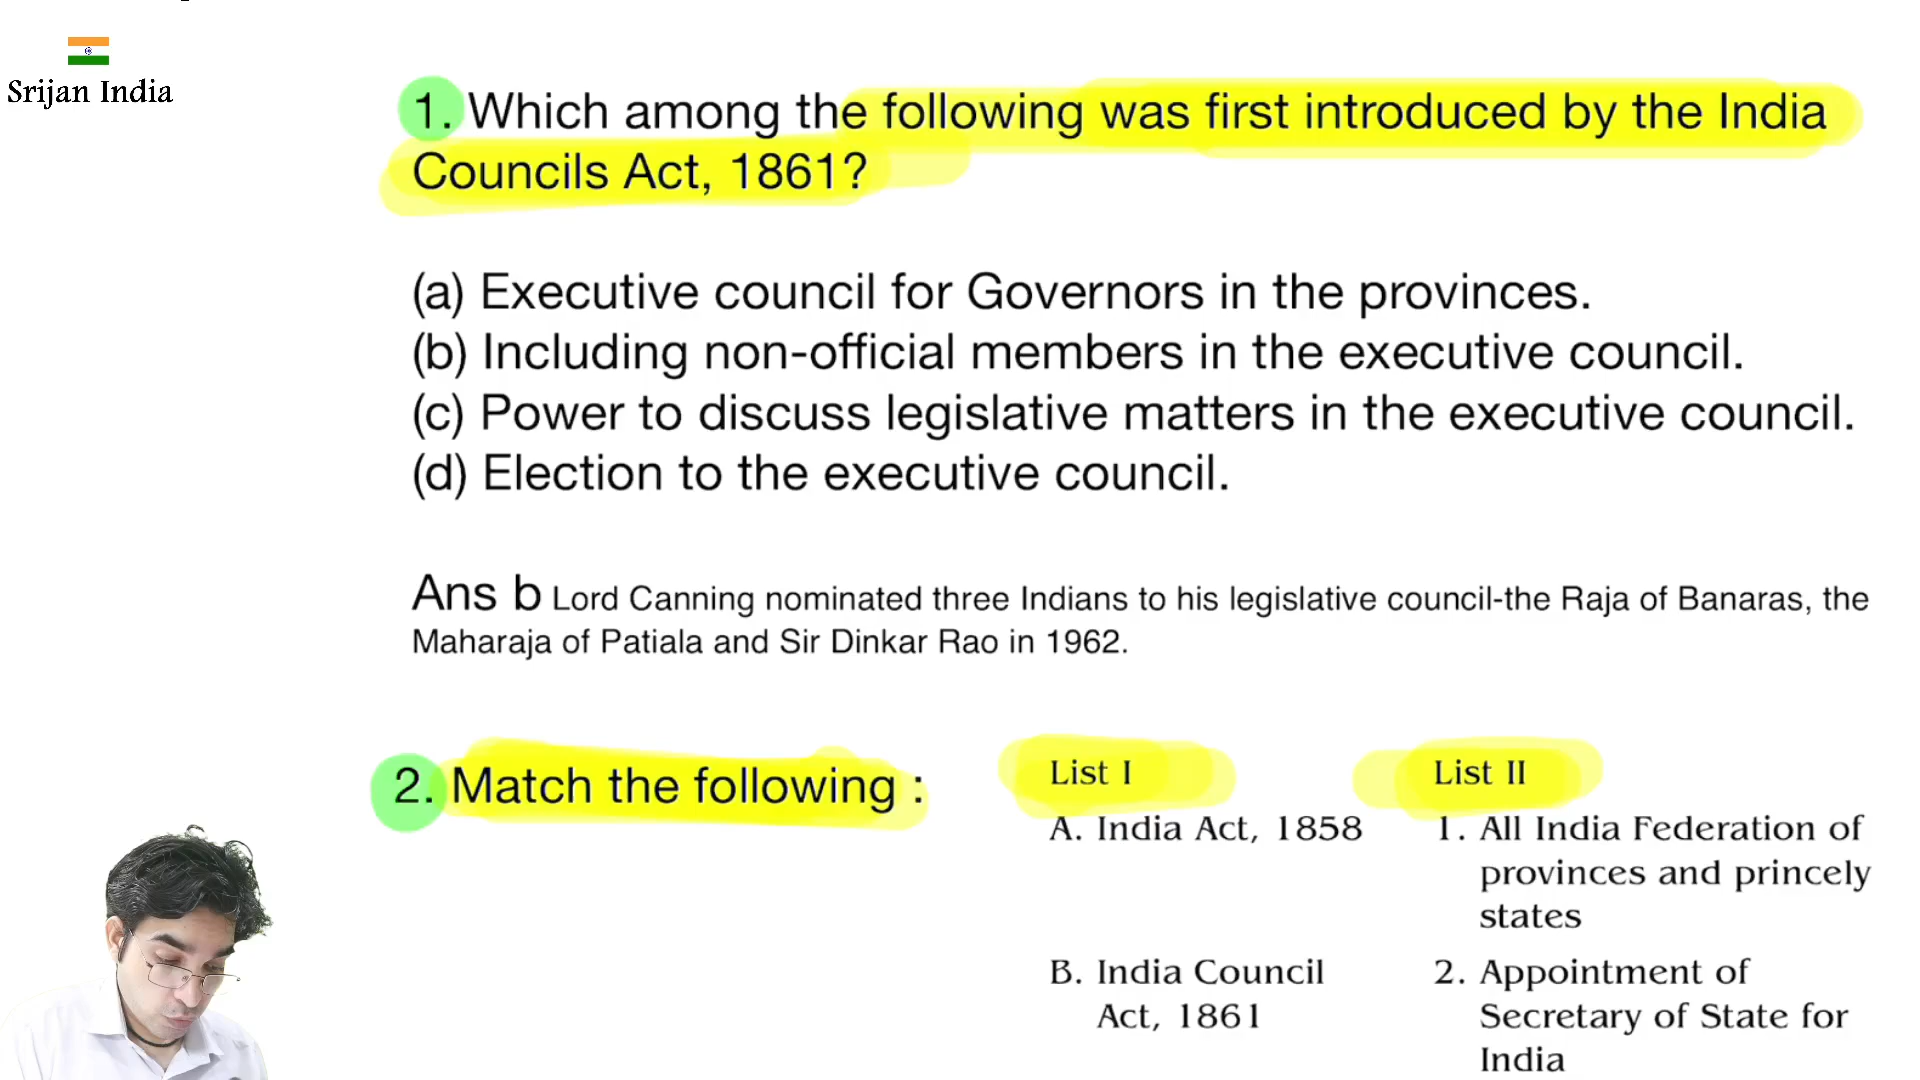 Srijan India
1. Which among the following was first introduced by the India
Councils Act, 1861?
(a) Executive council for Governors in the provinces.
(b) Including non-official members in the executive council.
(c) Power to discuss legislative matters in the executive council.
(d) Election to the executive council.
Ans b Lord Canning nominated three Indians to his legislative council-the Raja of Banaras, the
Maharaja of Patiala and Sir Dinkar Rao in 1962.
2. Match the following :
List I
List II
A. India Act, 1858
1. All India Federation of
provinces and princely
states
B. India Council
Act, 1861
2. Appointment of
Secretary of State for
India